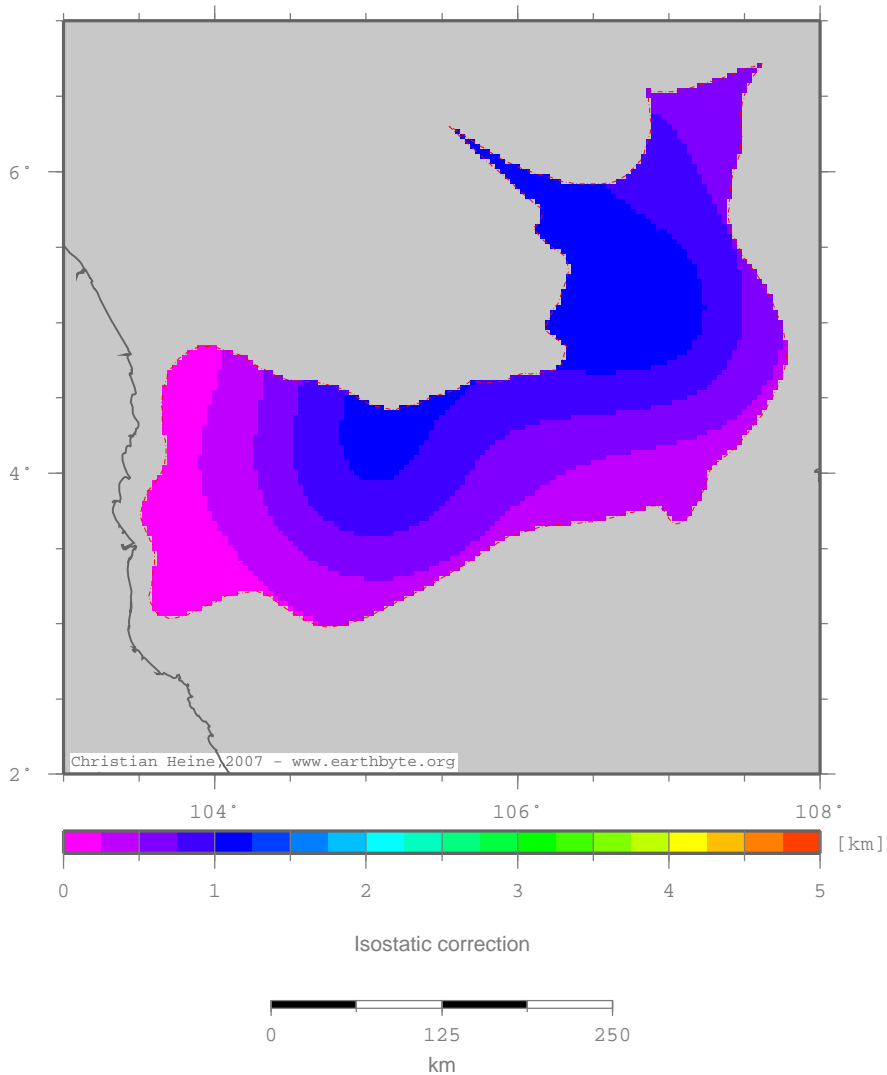 6°
4°
2°
Christian Heine,2007 - www.earthbyte.org
104° 106° 108°
[km]
0 1 2 3 4 5
Isostatic correction
0 125 250
km